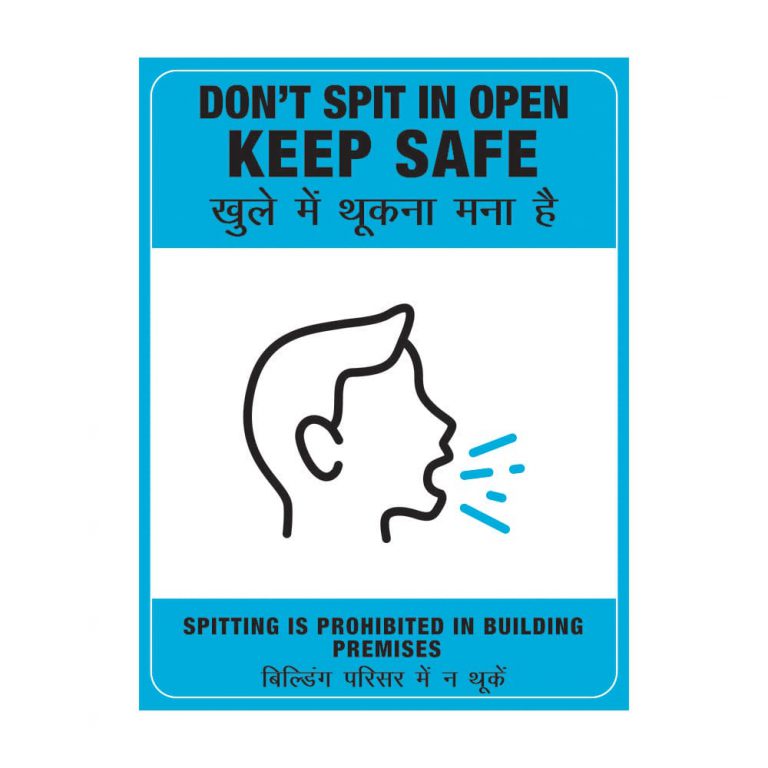 DON'T SPIT IN OPEN
KEEP SAFE
खुले में थूकना मना है
SPITTING IS PROHIBITED IN BUILDING
PREMISES
बिल्डिंग परिसर में न थूकें